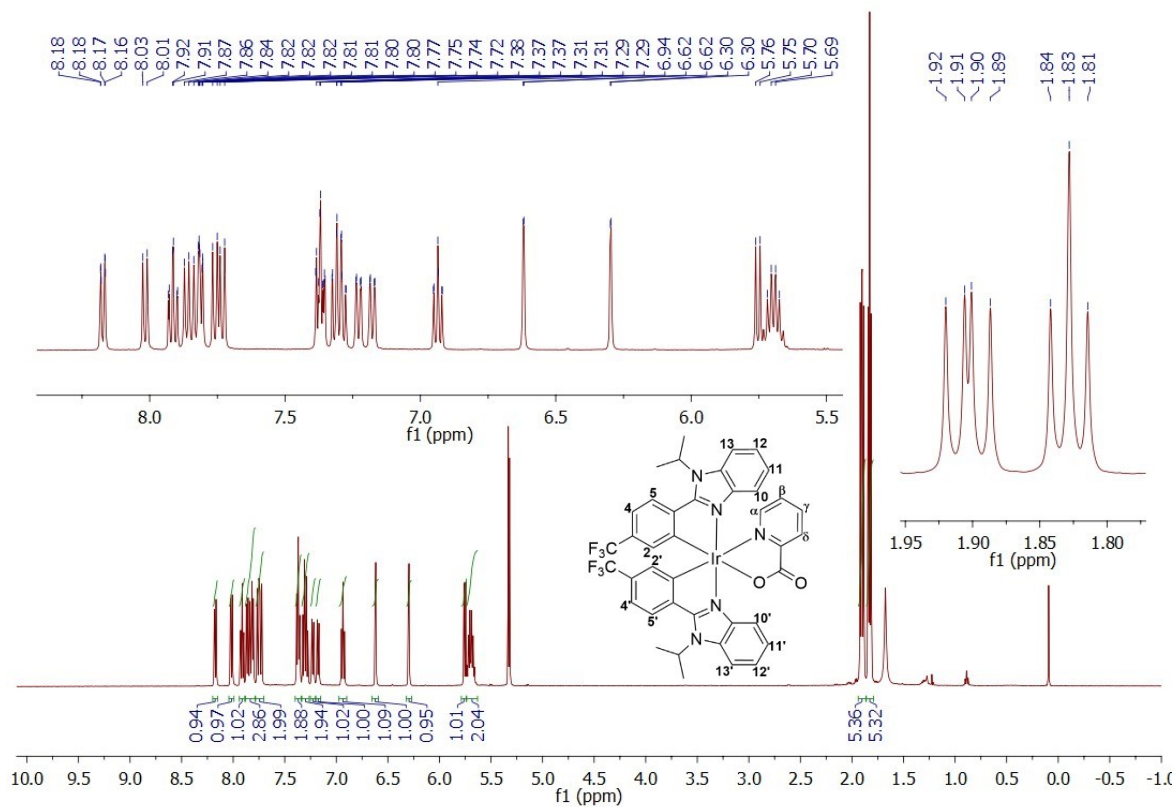 8.18 8.18 8.17 8.16 8.03 8.01 7.92 7.91 7.87 7.86 7.84 7.82 7.82 7.82 7.81 7.81 7.80 7.80 7.77 7.75 7.74 7.72 7.38 7.37 7.37 7.31 7.31 7.29 7.29 6.94 6.62 6.62 6.30 6.30 5.76 5.75 5.70 5.69
1.92 1.91 1.90 1.89 1.84 1.83 1.81
8.0 7.5 7.0 6.5 6.0 5.5
f1 (ppm)
1.95 1.90 1.85 1.80
f1 (ppm)
13 12
N 11
5 10 β
4 N α γ
N δ
F3C 2 Ir
F3C 2' O O
4' N 10'
5' N 11'
13' 12'
0.94 0.97 1.02 2.86 1.99 1.88 1.94 1.02 1.00 1.09 1.00 0.95 1.01 2.04 5.36 5.32
10.0 9.5 9.0 8.5 8.0 7.5 7.0 6.5 6.0 5.5 5.0 4.5 4.0 3.5 3.0 2.5 2.0 1.5 1.0 0.5 0.0 -0.5 -1.0
f1 (ppm)